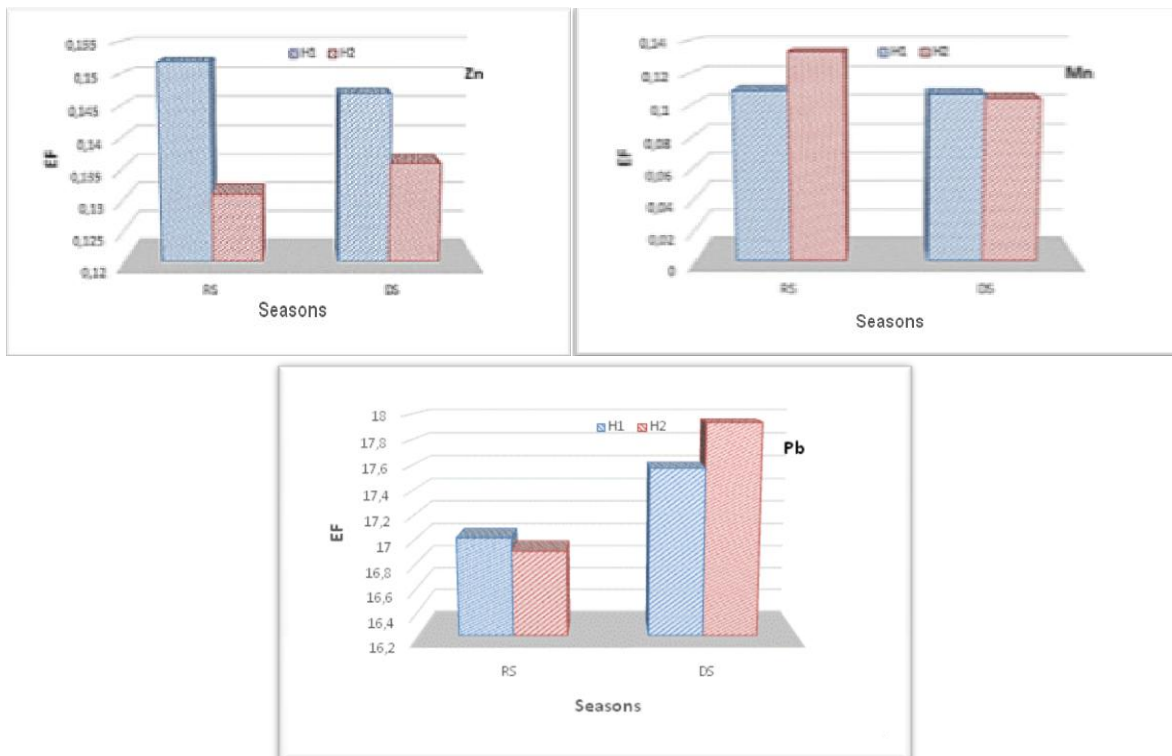 0,155
H1 H2
0,15
Zn
0,145
0,14
EF
0,135
0,13
0,125
0,12
RS DS
Seasons
0,14
H1 H2
0,12
Mn
0,1
0,08
EF
0,06
0,04
0,02
0
RS DS
Seasons
18
H1 H2
17,8
Pb
17,6
17,4
17,2
EF
17
16,8
16,6
16,4
16,2
RS DS
Seasons